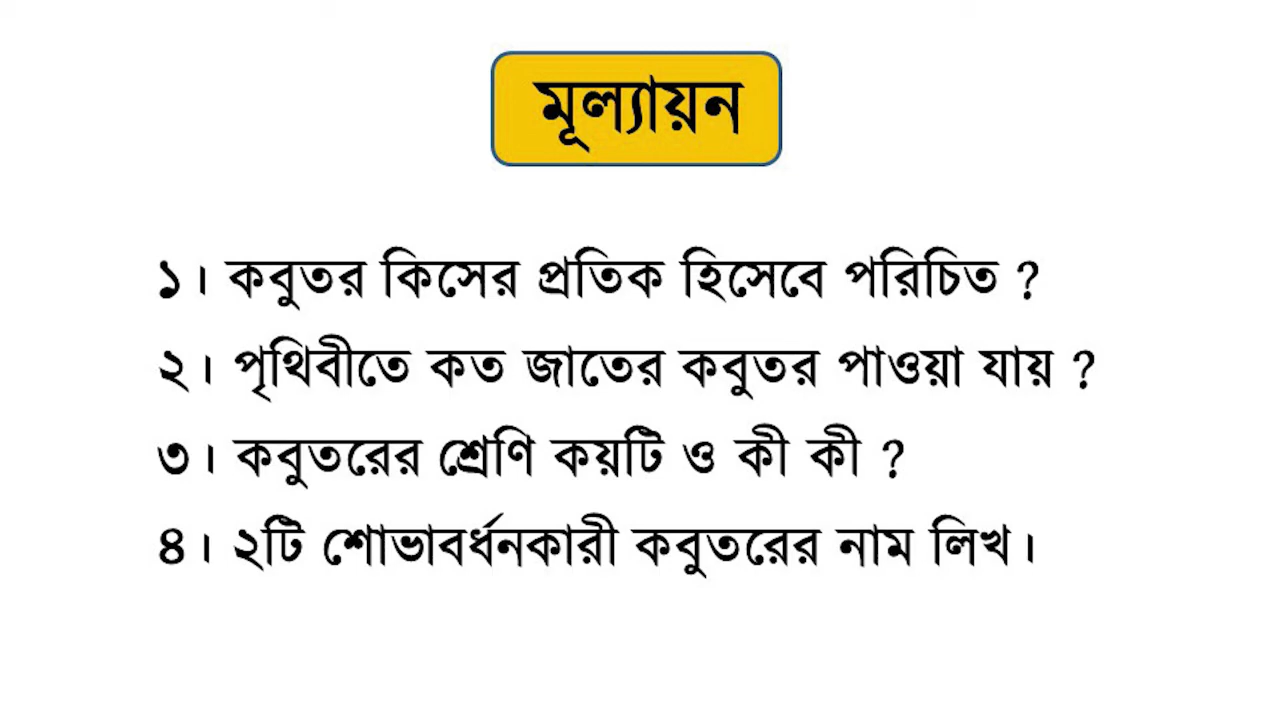 মূল্যায়ন
১। কবুতর কিসের প্রতিক হিসেবে পরিচিত ?
২। পৃথিবীতে কত জাতের কবুতর পাওয়া যায় ?
৩। কবুতরের শ্রেণি কয়টি ও কী কী ?
৪। ২টি শোভাবর্ধনকারী কবুতরের নাম লিখ।